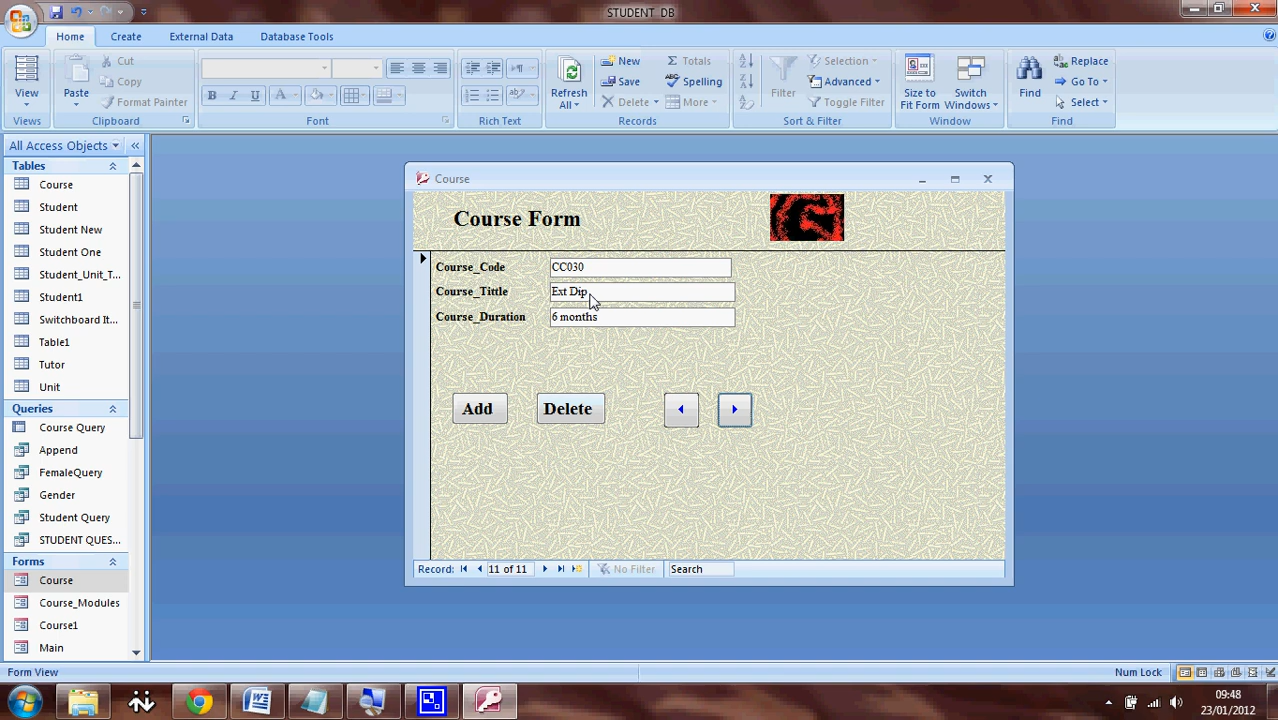 STUDENT_DB
Home Create External Data Database Tools
View
Views
Paste
Cut
Copy
Format Painter
Clipboard
B I U A
Font
Rich Text
Refresh All
New
Save
Delete
Totals
Spelling
More
Records
Filter
Selection
Advanced
Toggle Filter
Sort & Filter
Size to Fit Form
Switch Windows
Window
Find
Replace
Go To
Select
Find
All Access Objects
Tables
Course
Student
Student New
Student One
Student_Unit_T...
Student1
Switchboard Ite...
Table1
Tutor
Unit
Queries
Course Query
Append
FemaleQuery
Gender
Student Query
STUDENT QUES...
Forms
Course
Course_Modules
Course1
Main
Course
Course Form
Course_Code CC030
Course_Tittle Ext Dip
Course_Duration 6 months
Add Delete
Record: 11 of 11 No Filter Search
Form View
Num Lock
09:48
23/01/2012